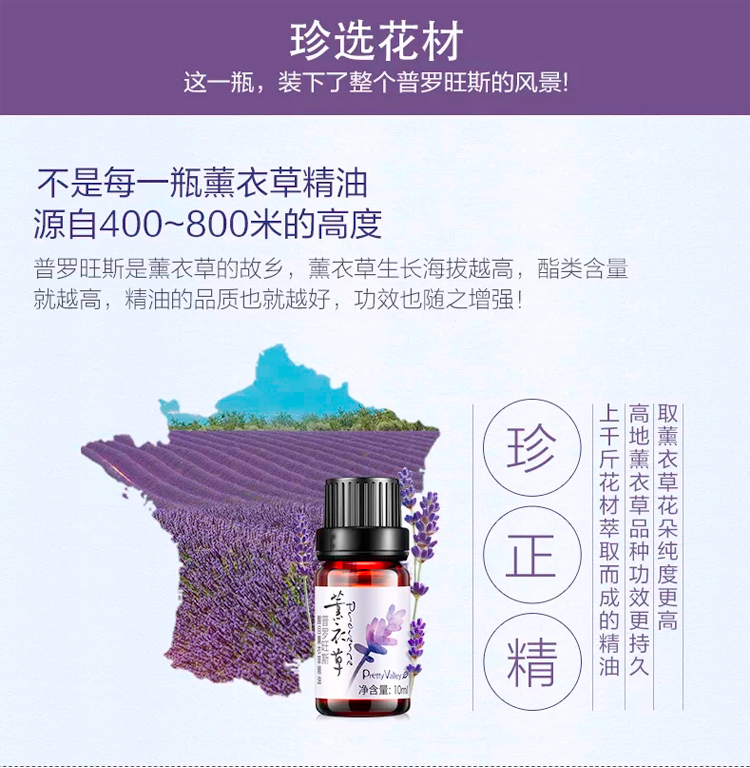 珍选花材
这一瓶，装下了整个普罗旺斯的风景!
不是每一瓶薰衣草精油
源自400~800米的高度
普罗旺斯是薰衣草的故乡，薰衣草生长海拔越高，酯类含量
就越高，精油的品质也就越好，功效也随之增强！
珍
正
精
取薰衣草花朵纯度更高
高地薰衣草品种功效更持久
上千斤花材萃取而成的精油
薰衣草
普罗旺斯
Pretty Valley
净含量: 10ml